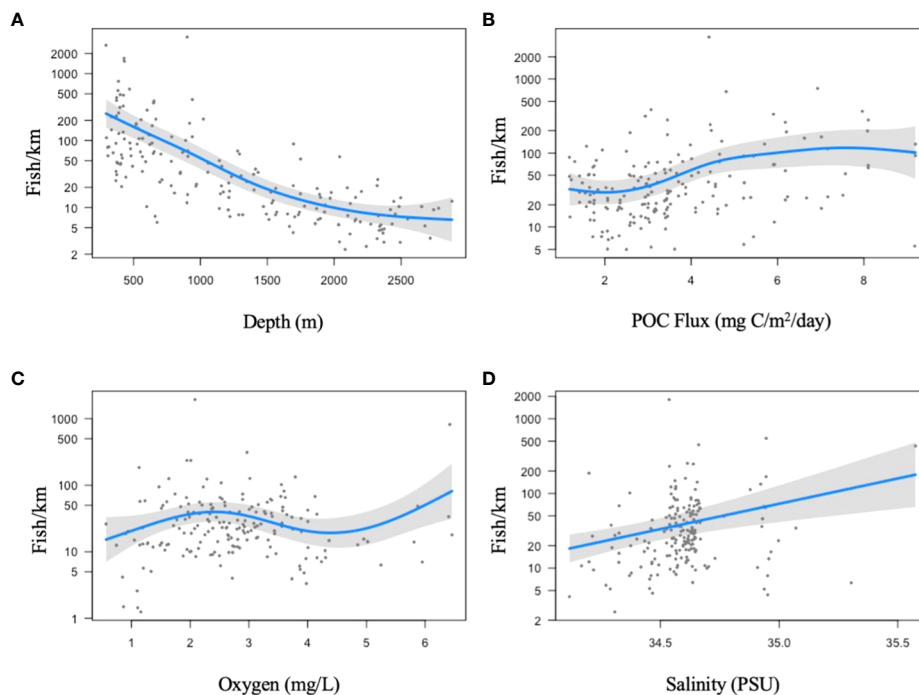 A
2000
1000
500
200
100
50
20
10
5
2
Fish/km
500 1000 1500 2000 2500
Depth (m)
B
2000
1000
500
200
100
50
20
10
5
Fish/km
2 4 6 8
POC Flux (mg C/m²/day)
C
1000
500
100
50
10
5
1
Fish/km
1 2 3 4 5 6
Oxygen (mg/L)
D
2000
1000
500
200
100
50
20
10
5
2
Fish/km
34.5 35.0 35.5
Salinity (PSU)